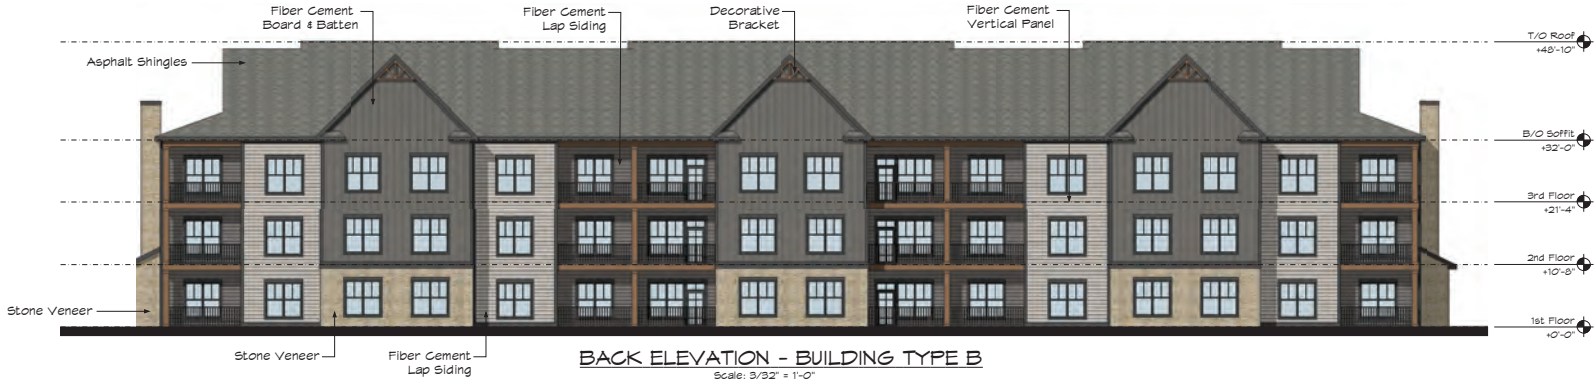 Fiber Cement
Board & Batten
Fiber Cement
Lap Siding
Decorative
Bracket
Fiber Cement
Vertical Panel
T/O Roof
+48'-10"
Asphalt Shingles
B/O Soffit
+32'-0"
3rd Floor
+21'-4"
2nd Floor
+10'-8"
Stone Veneer
1st Floor
+0'-0"
Stone Veneer
Fiber Cement
Lap Siding
BACK ELEVATION - BUILDING TYPE B
Scale: 3/32" = 1'-0"